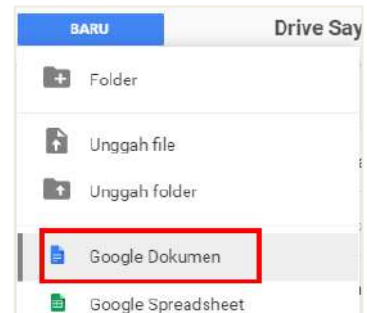 BARU Drive Say
Folder
Unggah file
Unggah folder
Google Dokumen
Google Spreadsheet